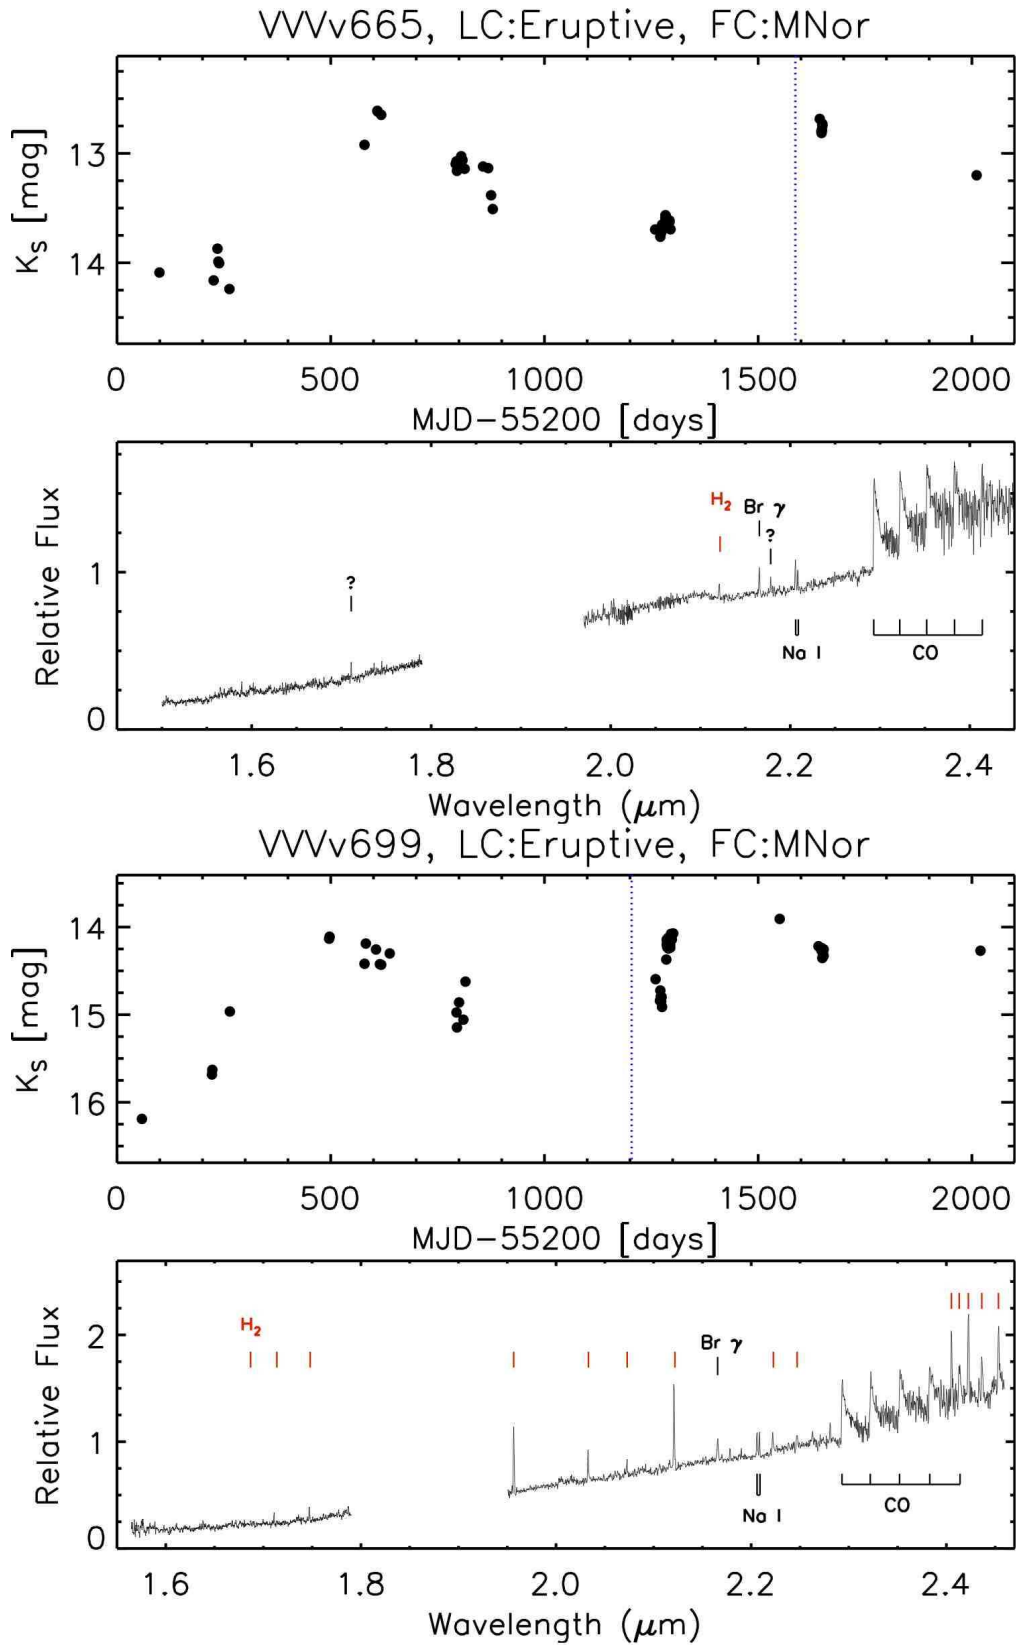 VVVv665, LC:Eruptive, FC:MNor
K_S [mag]
13
14
0 500 1000 1500 2000
MJD-55200 [days]
Relative Flux
1
0
?
H_2
Br γ
?
Na I
CO
1.6 1.8 2.0 2.2 2.4
Wavelength (μm)
VVVv699, LC:Eruptive, FC:MNor
K_S [mag]
14
15
16
0 500 1000 1500 2000
MJD-55200 [days]
Relative Flux
2
1
0
H_2
Br γ
Na I
CO
1.6 1.8 2.0 2.2 2.4
Wavelength (μm)